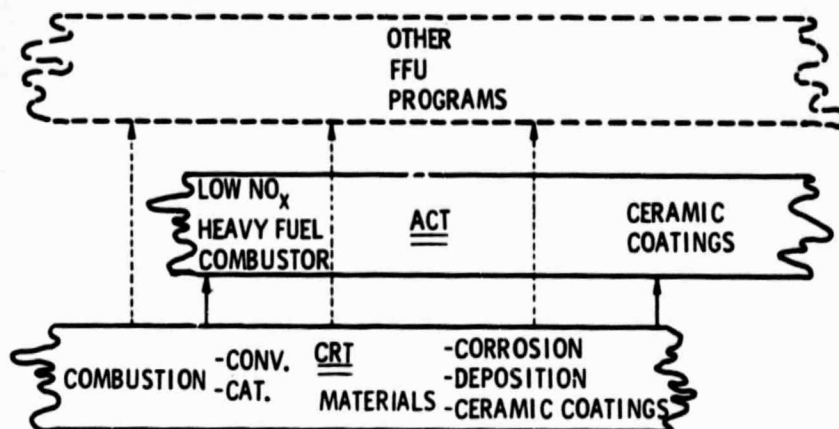 OTHER
FFU
PROGRAMS
LOW NOx
HEAVY FUEL
COMBUSTOR
ACT
CERAMIC
COATINGS
COMBUSTION -CONV.
-CAT.
CRT
MATERIALS -CORROSION
-DEPOSITION
-CERAMIC COATINGS